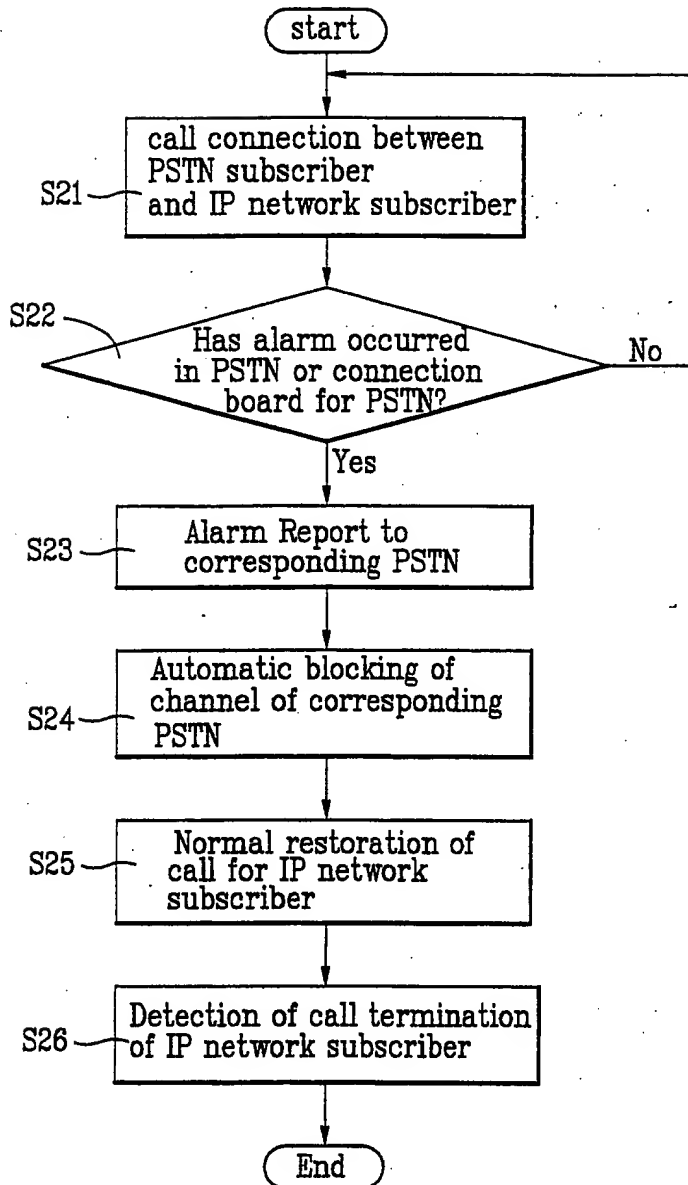 start
call connection between
PSTN subscriber
and IP network subscriber
S21
S22
Has alarm occurred
in PSTN or connection
board for PSTN?
No
Yes
S23
Alarm Report to
corresponding PSTN
Automatic blocking of
channel of corresponding
PSTN
S24
Normal restoration of
call for IP network
subscriber
S25
Detection of call termination
of IP network subscriber
S26
End